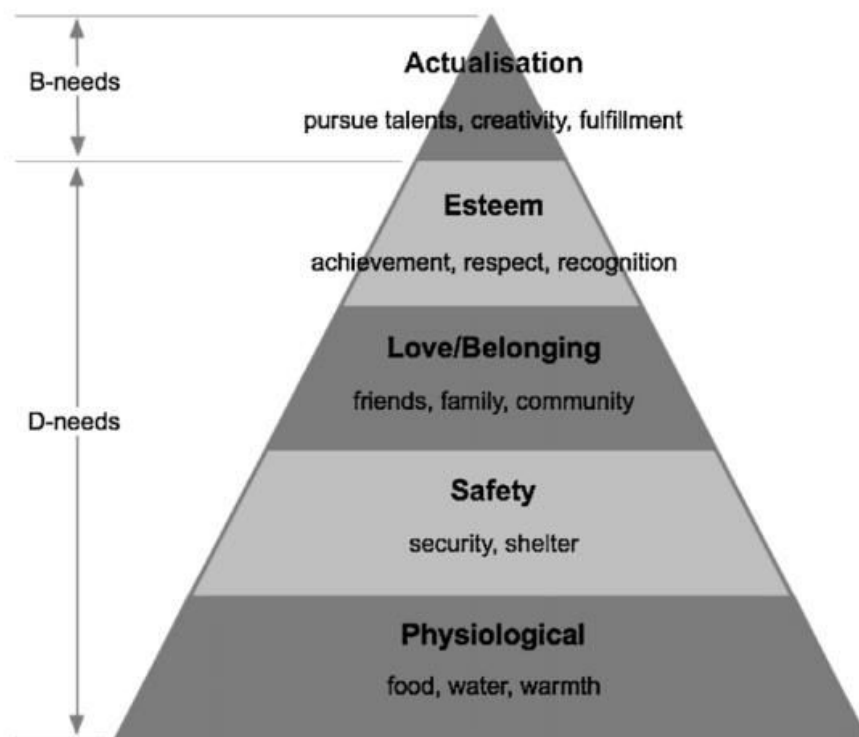 B-needs
Actualisation
pursue talents, creativity, fulfillment
Esteem
achievement, respect, recognition
Love/Belonging
friends, family, community
D-needs
Safety
security, shelter
Physiological
food, water, warmth